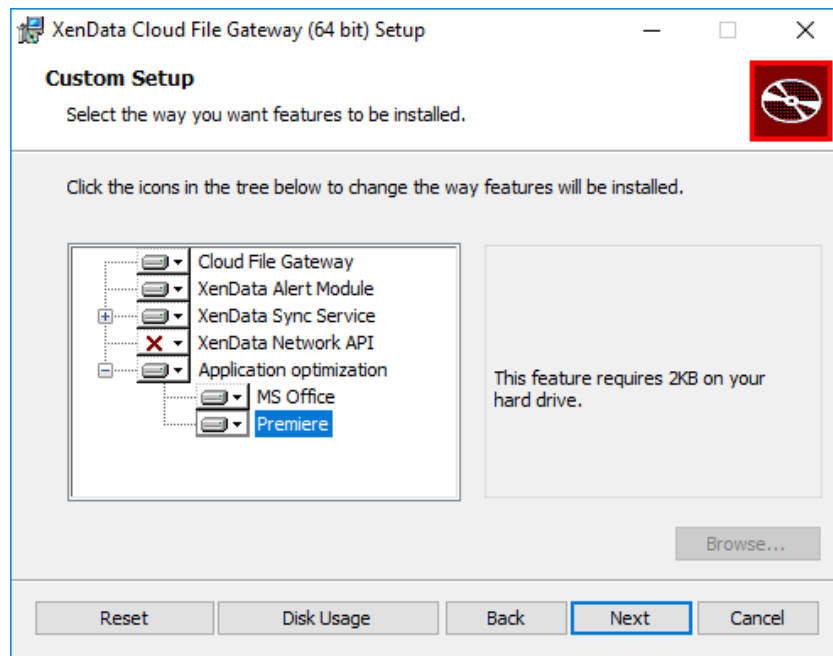 XenData Cloud File Gateway (64 bit) Setup
Custom Setup
Select the way you want features to be installed.
Click the icons in the tree below to change the way features will be installed.
Cloud File Gateway
XenData Alert Module
XenData Sync Service
XenData Network API
Application optimization
MS Office
Premiere
This feature requires 2KB on your
hard drive.
Browse...
Reset
Disk Usage
Back
Next
Cancel